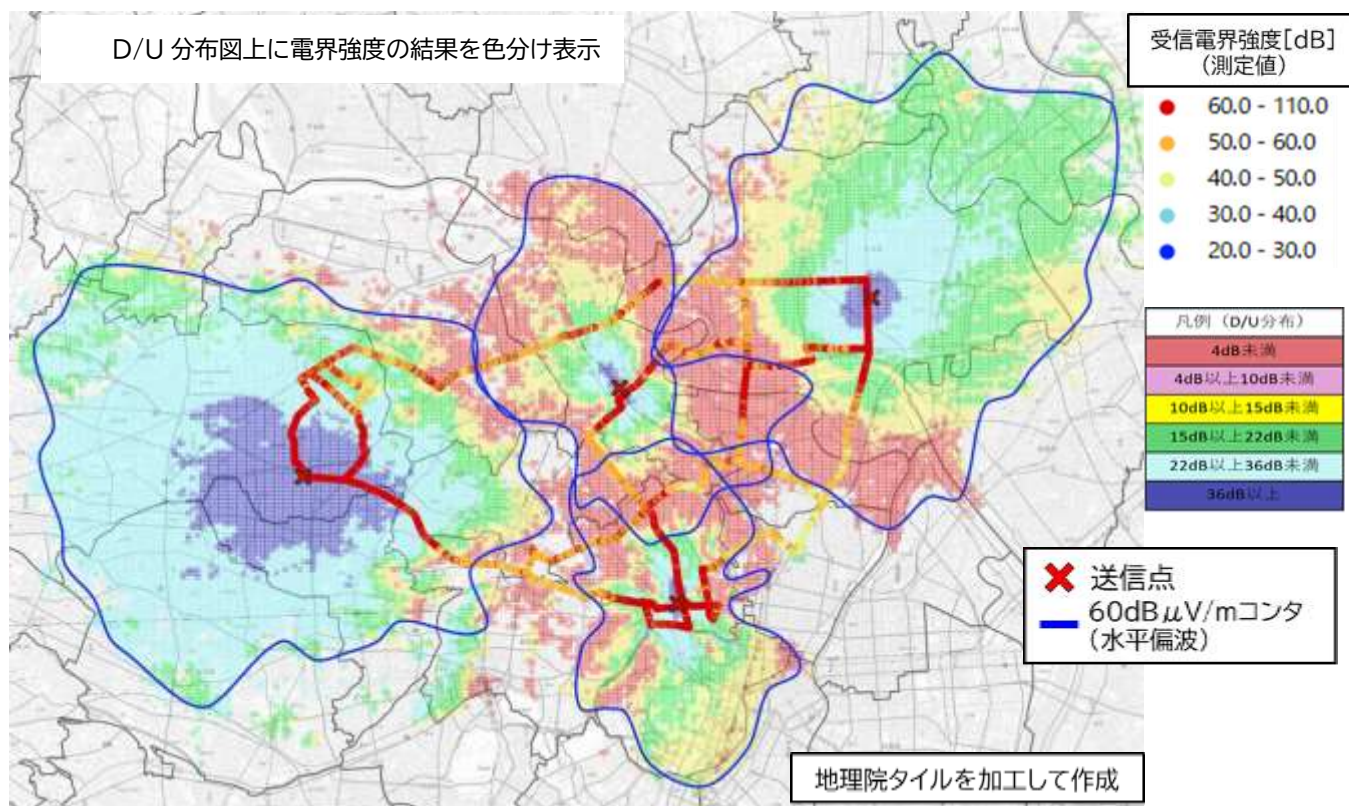 D/U 分布図上に電界強度の結果を色分け表示
受信電界強度[dB]
(測定値)
60.0 - 110.0
50.0 - 60.0
40.0 - 50.0
30.0 - 40.0
20.0 - 30.0
凡例（D/U分布）
4dB未満
4dB以上10dB未満
10dB以上15dB未満
15dB以上22dB未満
22dB以上36dB未満
36dB以上
送信点
60dBμV/mコンタ
(水平偏波)
地理院タイルを加工して作成